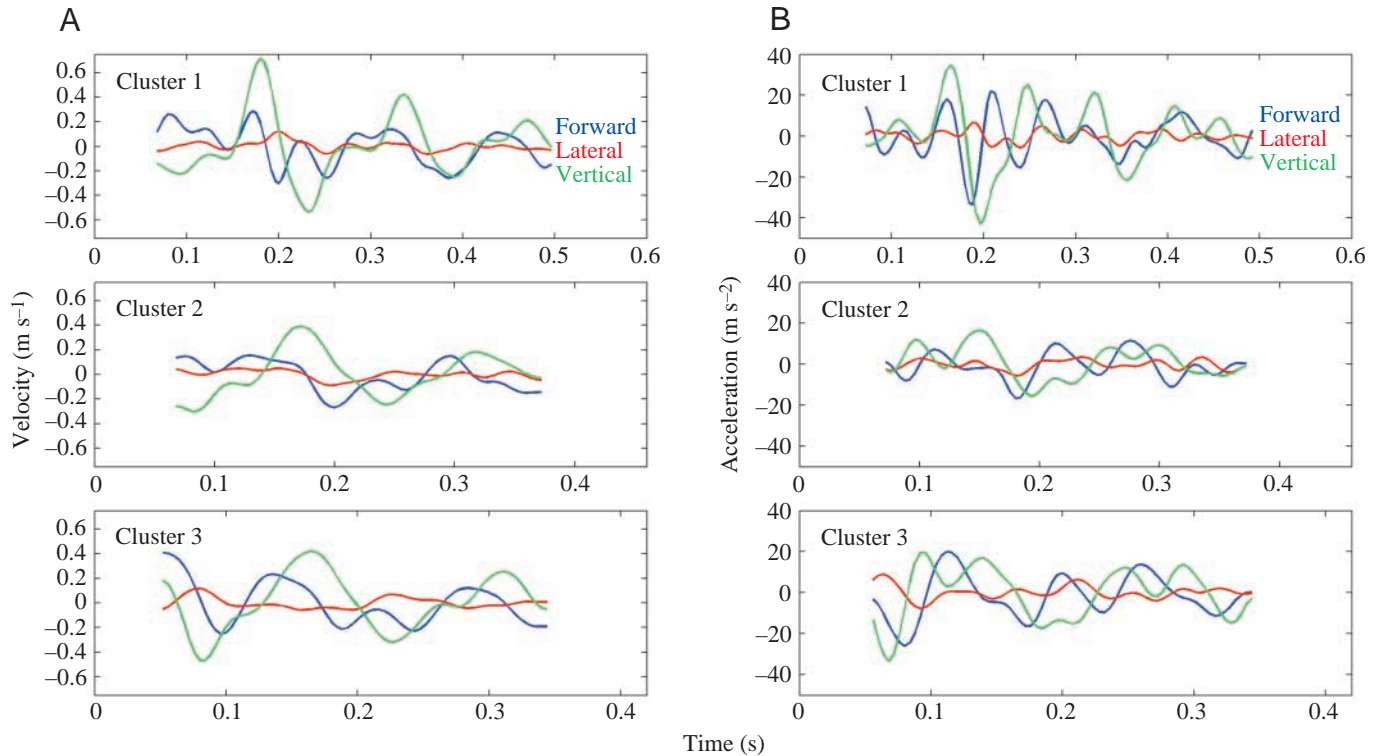 A
Cluster 1
Forward
Lateral
Vertical
0.6
0.4
0.2
0
–0.2
–0.4
–0.6
0 0.1 0.2 0.3 0.4 0.5 0.6
Cluster 2
0.6
0.4
0.2
0
–0.2
–0.4
–0.6
0 0.1 0.2 0.3 0.4
Cluster 3
0.6
0.4
0.2
0
–0.2
–0.4
–0.6
0 0.1 0.2 0.3 0.4
Velocity (m s–1)
B
Cluster 1
Forward
Lateral
Vertical
40
20
0
–20
–40
0 0.1 0.2 0.3 0.4 0.5 0.6
Cluster 2
40
20
0
–20
–40
0 0.1 0.2 0.3 0.4
Cluster 3
40
20
0
–20
–40
0 0.1 0.2 0.3 0.4
Acceleration (m s–2)
Time (s)